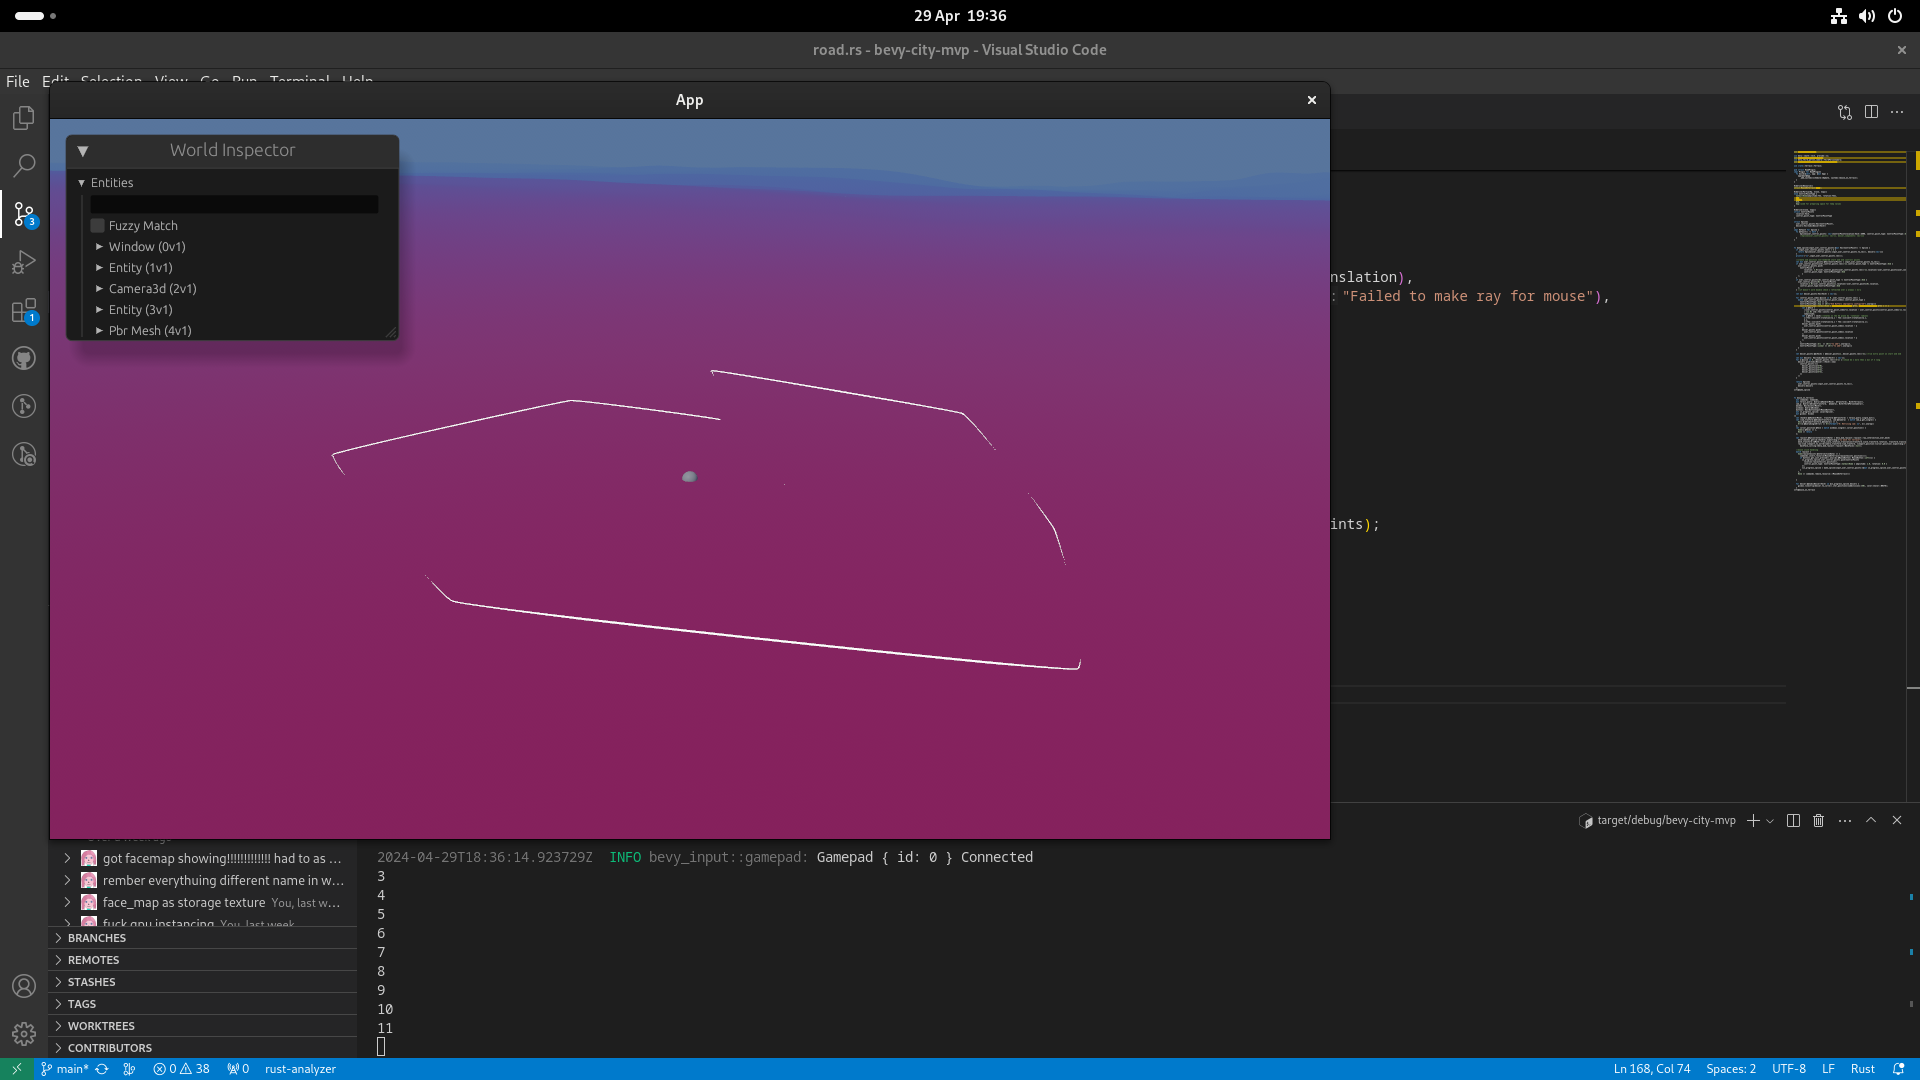 29 Apr 19:36
road.rs - bevy-city-mvp - Visual Studio Code
File Edit Selection View Go Run Terminal Help
App
World Inspector
Entities
Fuzzy Match
Window (0v1)
Entity (1v1)
Camera3d (2v1)
Entity (3v1)
Pbr Mesh (4v1)
nslation),
: "Failed to make ray for mouse"),
ints);
3
1
target/debug/bevy-city-mvp
got facemap showing!!!!!!!!!!!!! had to as ...
rember everythuing different name in w...
face_map as storage texture You, last w...
fuck gpu instancing You, last week
BRANCHES
REMOTES
STASHES
TAGS
WORKTREES
CONTRIBUTORS
2024-04-29T18:36:14.923729Z INFO bevy_input::gamepad: Gamepad { id: 0 } Connected
3
4
5
6
7
8
9
10
11
main* 0 38 0 rust-analyzer
Ln 168, Col 74 Spaces: 2 UTF-8 LF Rust